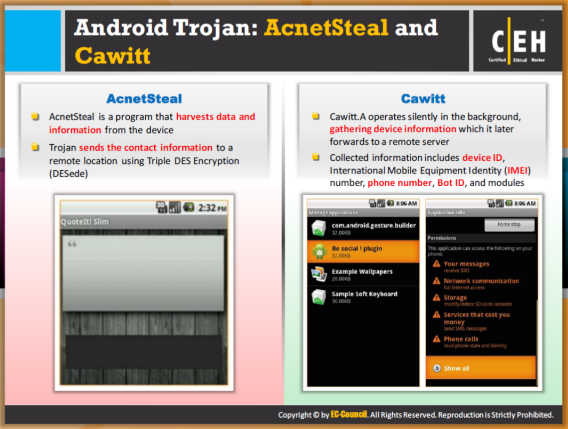 Android Trojan: AcnetSteal and
Cawitt
CEH
Certified Ethical Hacker
AcnetSteal
AcnetSteal is a program that harvests data and
information from the device
Trojan sends the contact information to a
remote location using Triple DES Encryption
(DESede)
2:32 PM
QuoteIt! Slim
Cawitt
Cawitt.A operates silently in the background,
gathering device information which it later
forwards to a remote server
Collected information includes device ID,
International Mobile Equipment Identity (IMEI)
number, phone number, Bot ID, and modules
8:06 AM
Manage applications
com.android.gesture.builder
32.00KB
Be social ! plugin
32.00KB
Example Wallpapers
20.00KB
Sample Soft Keyboard
36.00KB
8:06 AM
Application info
Force stop
Permissions
This application can access the following on your
phone:
Your messages
receive SMS
Network communication
full Internet access
Storage
modify/delete SD card contents
Services that cost you
money
send SMS messages
Phone calls
read phone state and identity
Show all
Copyright © by EC-Council. All Rights Reserved. Reproduction is Strictly Prohibited.